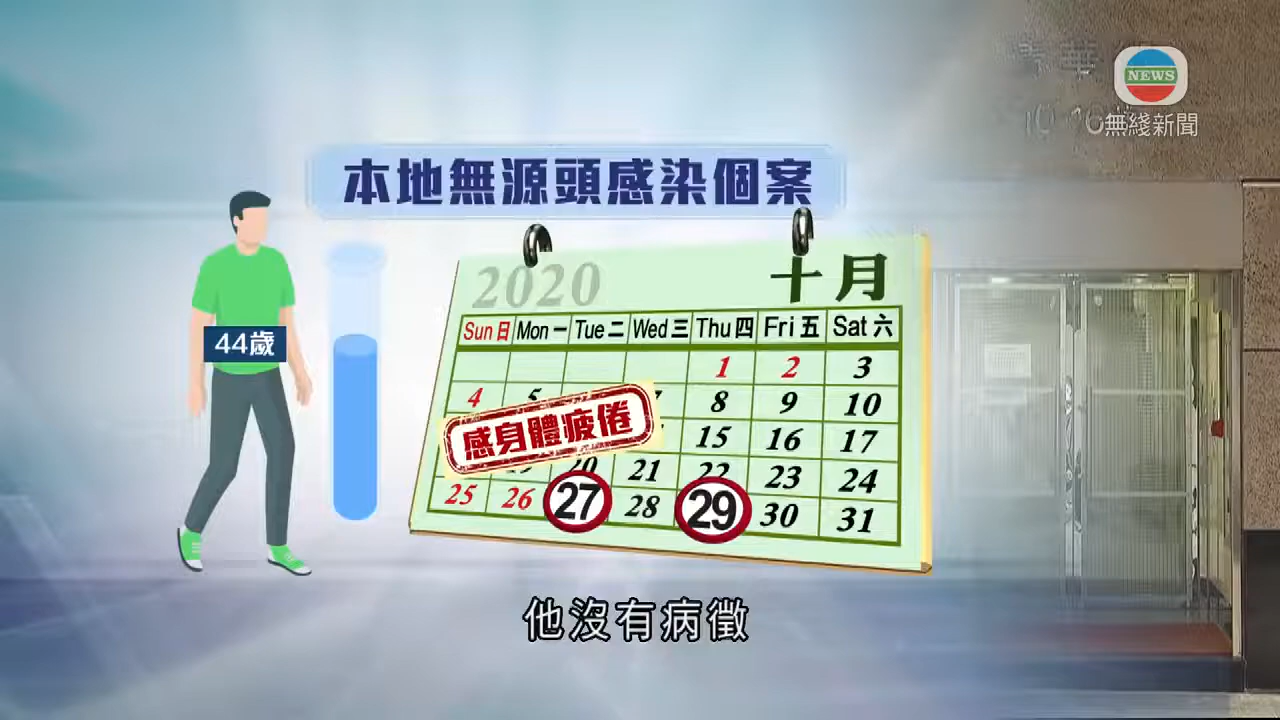 NEWS
無綫新聞
本地無源頭感染個案
44歲
2020 十月
Sun日 Mon一 Tue二 Wed三 Thu四 Fri五 Sat六
1 2 3
4 5 7 8 9 10
感身體疲倦
15 16 17
19 20 21 22 23 24
25 26 27 28 29 30 31
他沒有病徵